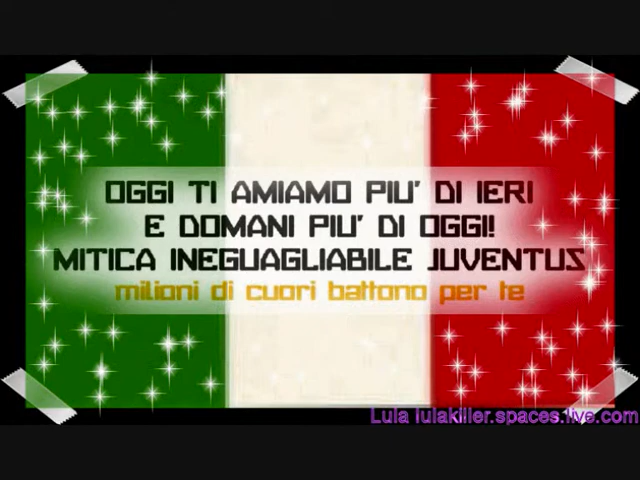 OGGI TI AMIAMO PIU' DI IERI
E DOMANI PIU' DI OGGI!
MITICA INEGUAGLIABILE JUVENTUS
milioni di cuori battono per te
Lula lulakiller.spaces.live.com